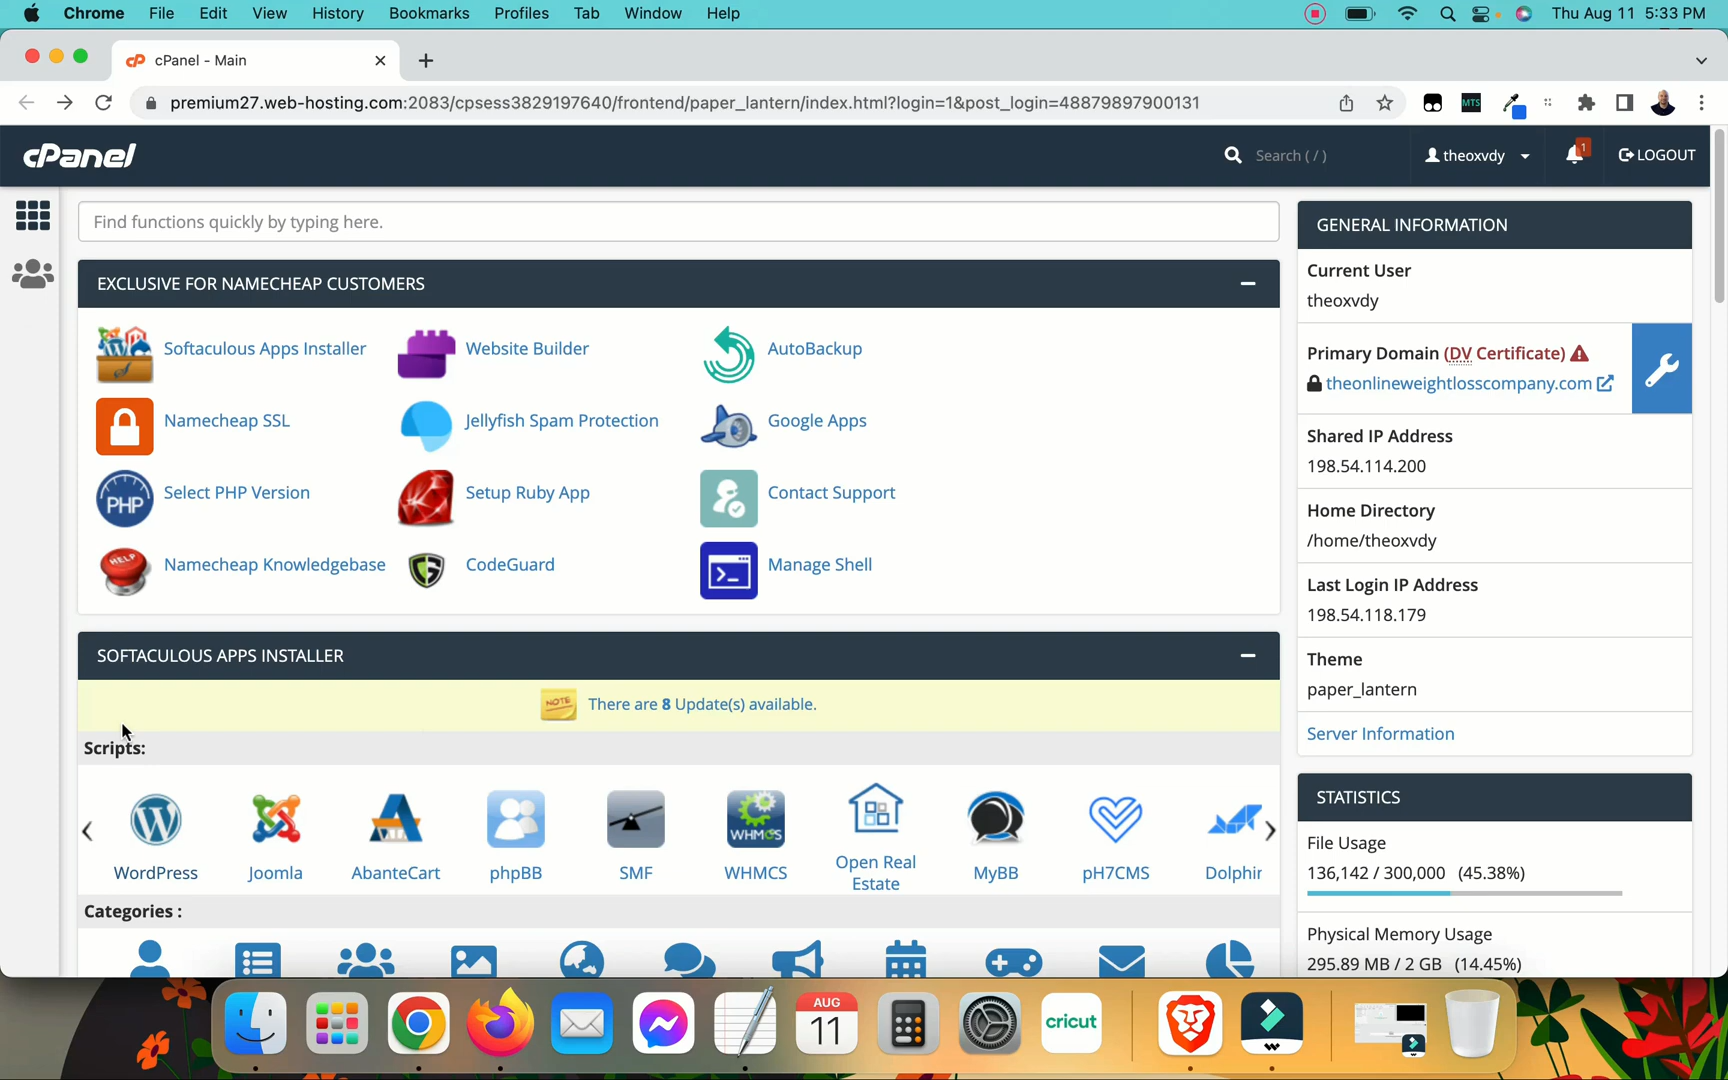 Chrome File Edit View History Bookmarks Profiles Tab Window Help Thu Aug 11 5:33 PM
cP cPanel - Main
premium27.web-hosting.com:2083/cpsess3829197640/frontend/paper_lantern/index.html?login=1&post_login=48879897900131
MTS
cPanel
Search ( / )
theoxvdy
1
LOGOUT
Find functions quickly by typing here.
EXCLUSIVE FOR NAMECHEAP CUSTOMERS
Softaculous Apps Installer
Website Builder
AutoBackup
Namecheap SSL
Jellyfish Spam Protection
Google Apps
PHP
Select PHP Version
Setup Ruby App
Contact Support
HELP
Namecheap Knowledgebase
CodeGuard
Manage Shell
SOFTACULOUS APPS INSTALLER
NOTE
There are 8 Update(s) available.
Scripts:
WHMCS
WordPress
Joomla
AbanteCart
phpBB
SMF
WHMCS
Open Real
Estate
MyBB
pH7CMS
Dolphin
Categories :
GENERAL INFORMATION
Current User
theoxvdy
Primary Domain (DV Certificate)
theonlineweightlosscompany.com
Shared IP Address
198.54.114.200
Home Directory
/home/theoxvdy
Last Login IP Address
198.54.118.179
Theme
paper_lantern
Server Information
STATISTICS
File Usage
136,142 / 300,000 (45.38%)
Physical Memory Usage
295.89 MB / 2 GB (14.45%)
AUG
11
cricut